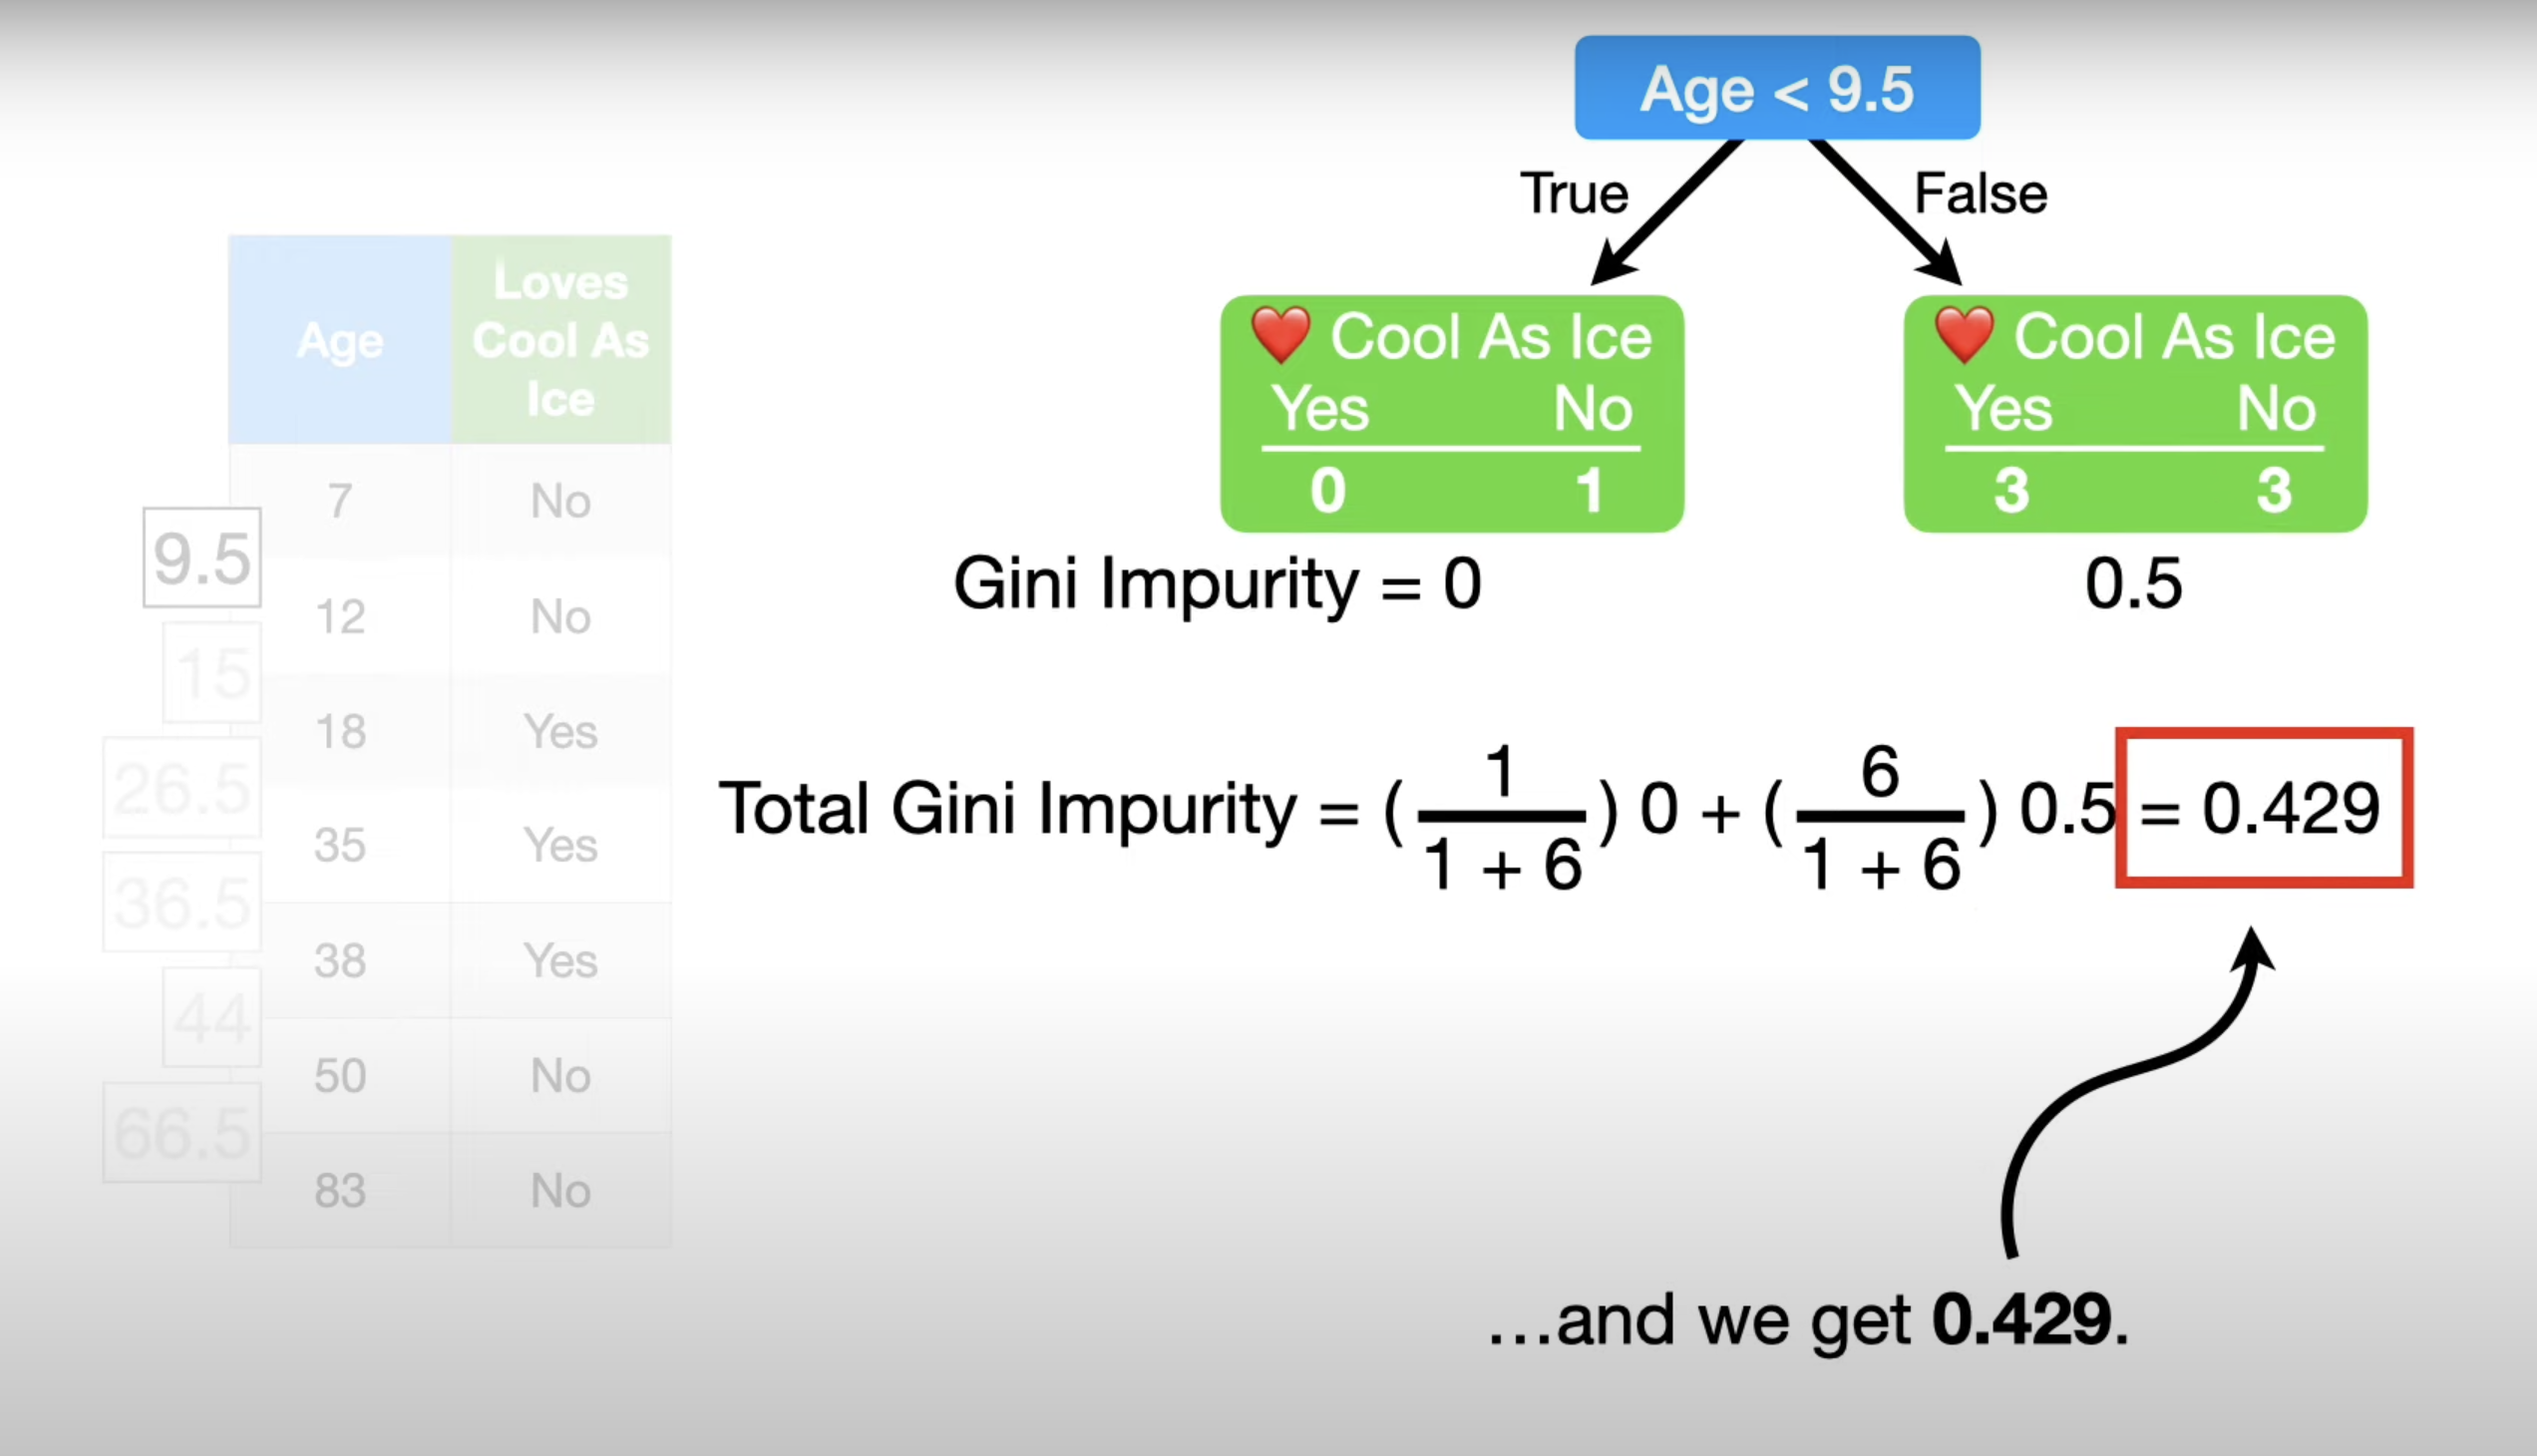 Age < 9.5
True
False
Age
Loves
Cool As
Ice
7 No
9.5
12 No
15
18 Yes
26.5
35 Yes
36.5
38 Yes
44
50 No
66.5
83 No
❤️ Cool As Ice
Yes No
0 1
❤️ Cool As Ice
Yes No
3 3
Gini Impurity = 0
0.5
Total Gini Impurity = ( 1 / 1 + 6 ) 0 + ( 6 / 1 + 6 ) 0.5 = 0.429
...and we get 0.429.